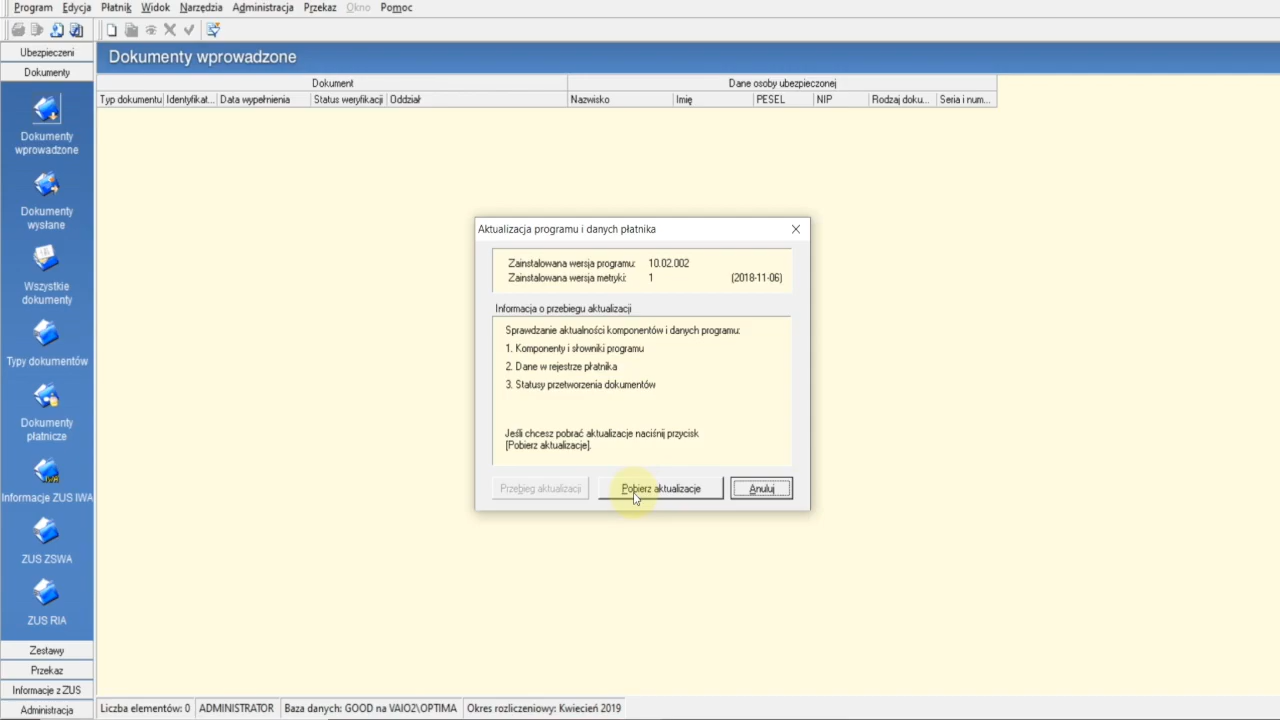 Program Edycja Płatnik Widok Narzędzia Administracja Przekaz Okno Pomoc
Ubezpieczeni
Dokumenty
Dokumenty wprowadzone
Dokumenty wysłane
Wszystkie dokumenty
Typy dokumentów
Dokumenty płatnicze
Informacje ZUS IWA
ZUS ZSWA
ZUS RIA
Zestawy
Przekaz
Informacje z ZUS
Administracja
Dokumenty wprowadzone
Dokument Dane osoby ubezpieczonej
Typ dokumentu Identyfikat... Data wypełnienia Status weryfikacji Oddział Nazwisko Imię PESEL NIP Rodzaj doku... Seria i num...
Aktualizacja programu i danych płatnika
Zainstalowana wersja programu: 10.02.002
Zainstalowana wersja metryki: 1 (2018-11-06)
Informacja o przebiegu aktualizacji
Sprawdzanie aktualności komponentów i danych programu:
1. Komponenty i słowniki programu
2. Dane w rejestrze płatnika
3. Statusy przetworzenia dokumentów
Jeśli chcesz pobrać aktualizacje naciśnij przycisk
[Pobierz aktualizacje].
Przebieg aktualizacji Pobierz aktualizacje Anuluj
Liczba elementów: 0 ADMINISTRATOR Baza danych: GOOD na VAIO2\OPTIMA Okres rozliczeniowy: Kwiecień 2019